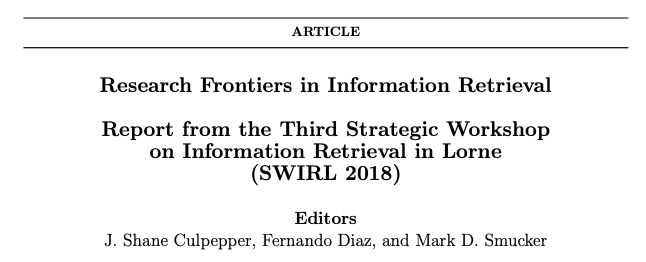 ARTICLE
Research Frontiers in Information Retrieval
Report from the Third Strategic Workshop
on Information Retrieval in Lorne
(SWIRL 2018)
Editors
J. Shane Culpepper, Fernando Diaz, and Mark D. Smucker